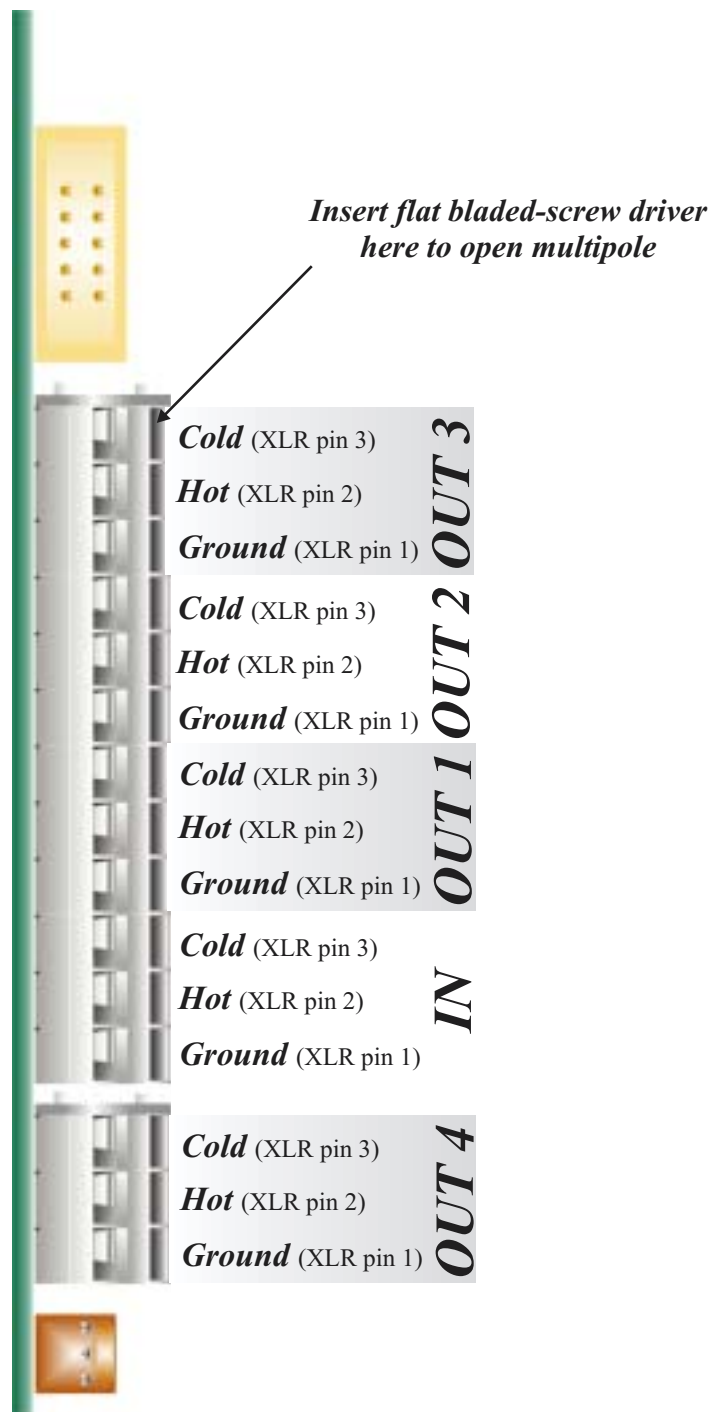 Insert flat bladed-screw driver
here to open multipole
Cold (XLR pin 3)
Hot (XLR pin 2)
Ground (XLR pin 1)
OUT 3
Cold (XLR pin 3)
Hot (XLR pin 2)
Ground (XLR pin 1)
OUT 2
Cold (XLR pin 3)
Hot (XLR pin 2)
Ground (XLR pin 1)
OUT 1
Cold (XLR pin 3)
Hot (XLR pin 2)
Ground (XLR pin 1)
IN
Cold (XLR pin 3)
Hot (XLR pin 2)
Ground (XLR pin 1)
OUT 4